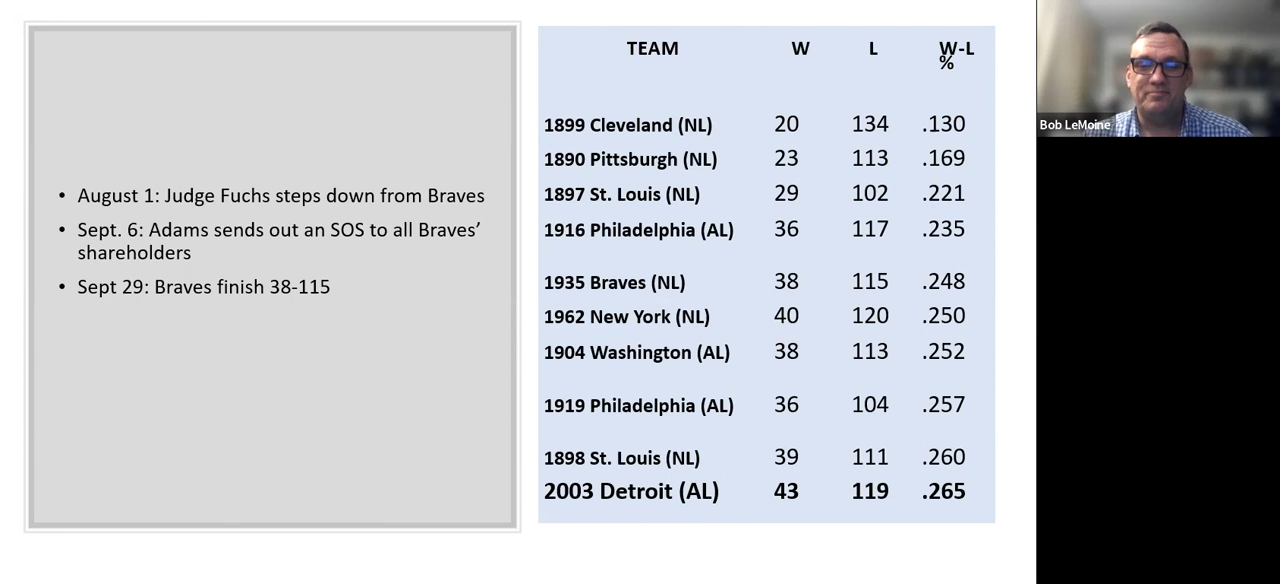 • August 1: Judge Fuchs steps down from Braves
• Sept. 6: Adams sends out an SOS to all Braves’
shareholders
• Sept 29: Braves finish 38-115
TEAM W L W-L
%
1899 Cleveland (NL) 20 134 .130
1890 Pittsburgh (NL) 23 113 .169
1897 St. Louis (NL) 29 102 .221
1916 Philadelphia (AL) 36 117 .235
1935 Braves (NL) 38 115 .248
1962 New York (NL) 40 120 .250
1904 Washington (AL) 38 113 .252
1919 Philadelphia (AL) 36 104 .257
1898 St. Louis (NL) 39 111 .260
2003 Detroit (AL) 43 119 .265
Bob LeMoine